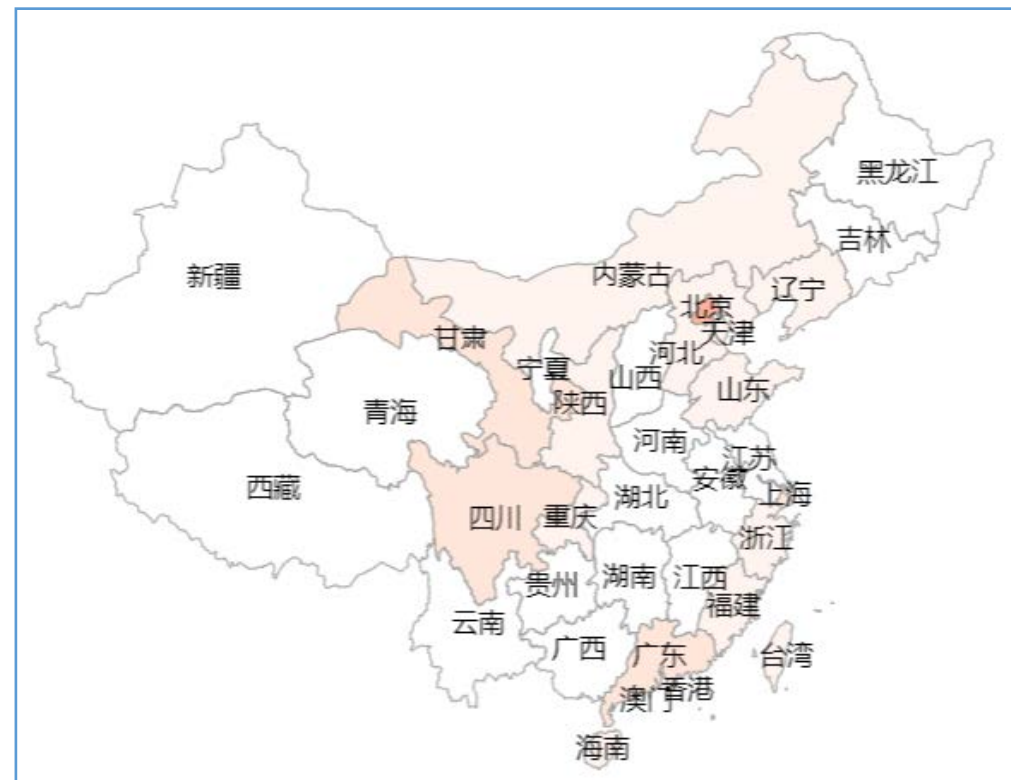 黑龙江
吉林
新疆
内蒙古
辽宁
北京
天津
甘肃
河北
宁夏
山西
山东
陕西
青海
河南
江苏
安徽
西藏
湖北
上海
四川
重庆
浙江
湖南
江西
贵州
福建
云南
广西
广东
台湾
香港
澳门
海南